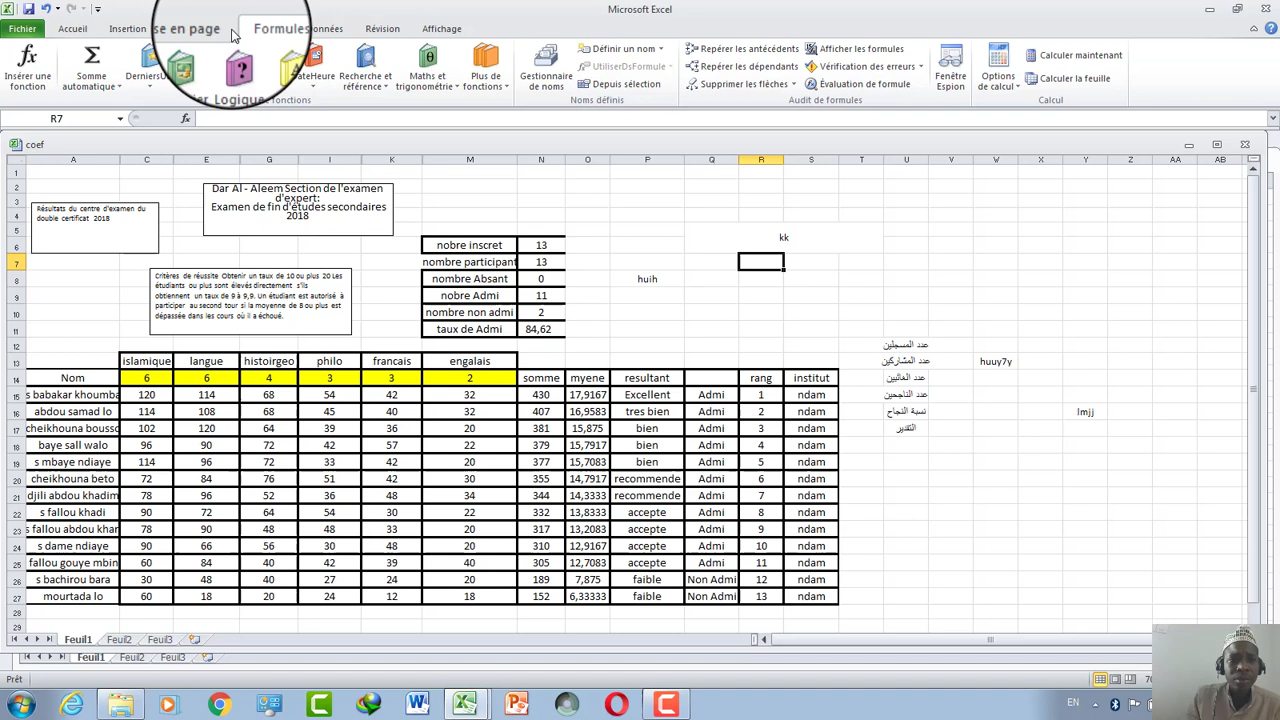 Microsoft Excel
Fichier Accueil Insertion se en page Formules nnées Révision Affichage
Insérer une fonction
Somme automatique
Logique
Recherche et référence
Maths et trigonométrie
Plus de fonctions
Gestionnaire de noms
Définir un nom
UtiliserDsFormule
Depuis sélection
Noms définis
Repérer les antécédents
Repérer les dépendants
Supprimer les flèches
Afficher les formules
Vérification des erreurs
Évaluation de formule
Audit de formules
Fenêtre Espion
Options de calcul
Calculer maintenant
Calculer la feuille
Calcul
R7 fx
coef
A C E G I K M N O P Q R S T U V W X Y Z AA AB
Résultats du centre d'examen du
double certificat 2018
Dar Al - Aleem Section de l'examen
d'expert:
Examen de fin d'études secondaires
2018
Critères de réussite Obtenir un taux de 10 ou plus 20 Les
étudiants ou plus sont élevés directement s'ils
obtiennent un taux de 9 à 9,9. Un étudiant est autorisé à
participer au second tour si la moyenne de 8 ou plus est
dépassée dans les cours où il a échoué.
kk
nobre inscret 13
nombre participant 13
nombre Absant 0
huih
nobre Admi 11
nombre non admi 2
taux de Admi 84,62
عدد المسجلين
عدد المشاركين
huuy7y
عدد الغائبين
عدد الناجحين
نسبة النجاح
lmjj
التقدير
islamique langue histoirgeo philo francais engalais
Nom 6 6 4 3 3 2 somme myene resultant rang institut
s babakar khoumba 120 114 68 54 42 32 430 17,9167 Excellent Admi 1 ndam
abdou samad lo 114 108 68 45 40 32 407 16,9583 tres bien Admi 2 ndam
cheikhouna bousso 102 120 64 39 36 20 381 15,875 bien Admi 3 ndam
baye sall walo 96 90 72 42 57 22 379 15,7917 bien Admi 4 ndam
s mbaye ndiaye 114 96 72 33 42 20 377 15,7083 bien Admi 5 ndam
cheikhouna beto 72 84 76 51 42 30 355 14,7917 recommende Admi 6 ndam
djili abdou khadim 78 96 52 36 48 34 344 14,3333 recommende Admi 7 ndam
s fallou khadi 90 72 64 54 30 22 332 13,8333 accepte Admi 8 ndam
s fallou abdou khar 78 90 48 48 33 20 317 13,2083 accepte Admi 9 ndam
s dame ndiaye 90 66 56 30 48 20 310 12,9167 accepte Admi 10 ndam
fallou gouye mbin 60 84 40 42 39 40 305 12,7083 accepte Admi 11 ndam
s bachirou bara 30 48 40 27 24 20 189 7,875 faible Non Admi 12 ndam
mourtada lo 60 18 20 24 12 18 152 6,33333 faible Non Admi 13 ndam
Feuil1 Feuil2 Feuil3
Feuil1 Feuil2 Feuil3
Prêt
EN